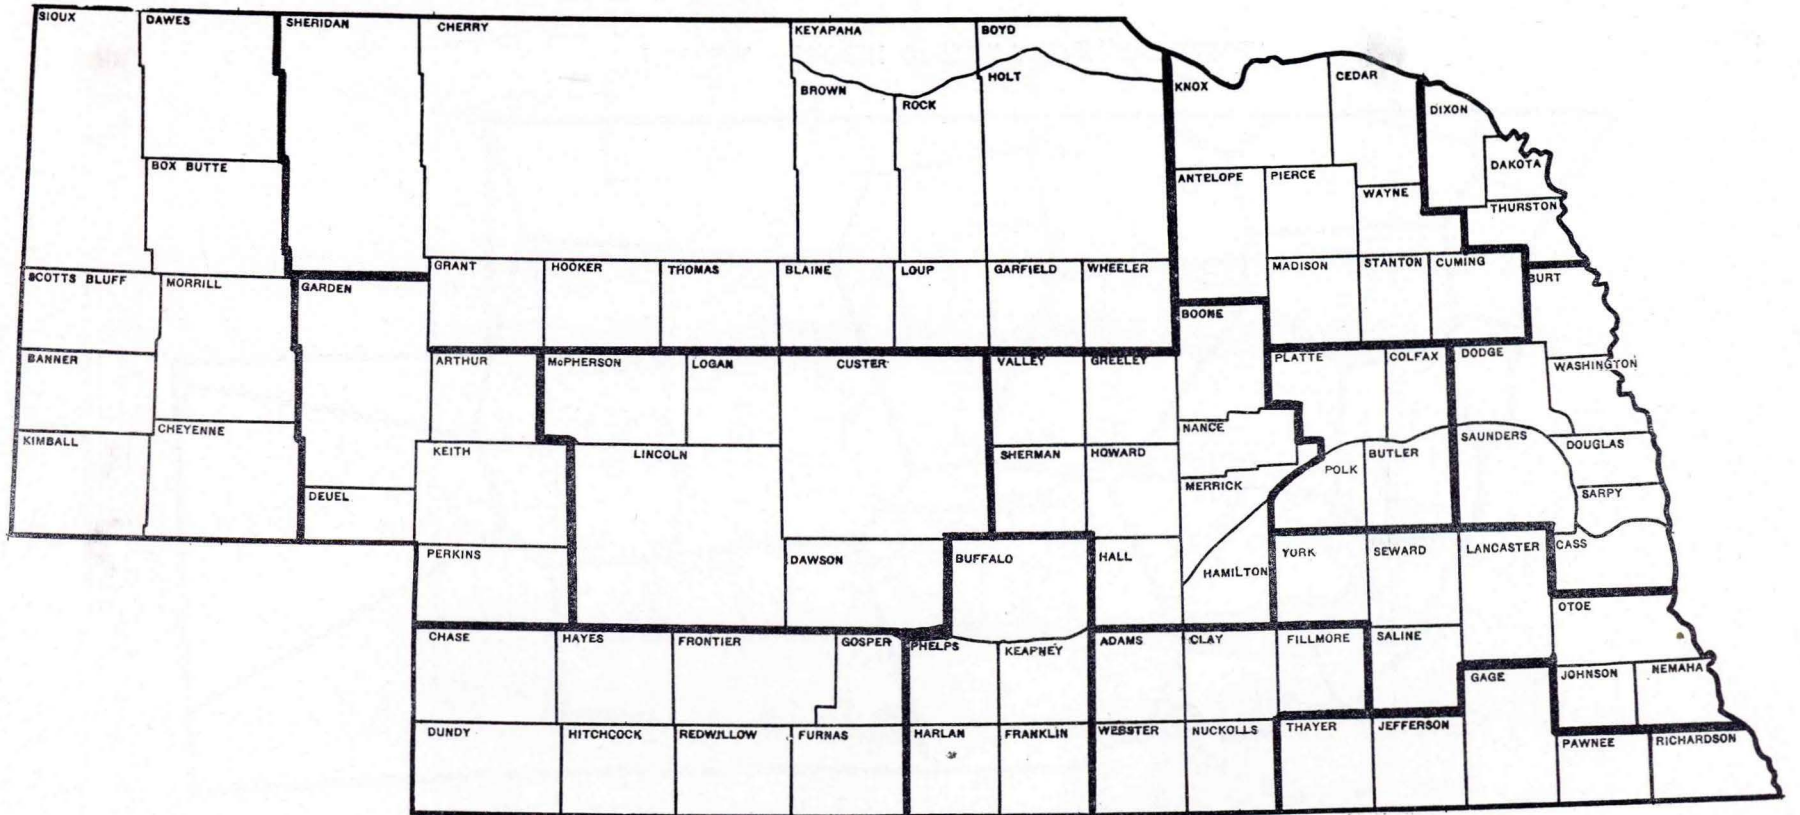 SIOUX
DAWES
SHERIDAN
CHERRY
KEYAPAHA
BOYD
BROWN
ROCK
HOLT
KNOX
CEDAR
DIXON
DAKOTA
THURSTON
BOX BUTTE
ANTELOPE
PIERCE
WAYNE
SCOTTS BLUFF
MORRILL
GARDEN
GRANT
HOOKER
THOMAS
BLAINE
LOUP
GARFIELD
WHEELER
MADISON
STANTON
CUMING
BURT
BOONE
BANNER
ARTHUR
McPHERSON
LOGAN
CUSTER
VALLEY
GREELEY
PLATTE
COLFAX
DODGE
WASHINGTON
KIMBALL
CHEYENNE
KEITH
LINCOLN
SHERMAN
HOWARD
NANCE
POLK
BUTLER
SAUNDERS
DOUGLAS
DEUEL
MERRICK
SARPY
PERKINS
DAWSON
BUFFALO
HALL
HAMILTON
YORK
SEWARD
LANCASTER
CASS
OTOE
CHASE
HAYES
FRONTIER
GOSPER
PHELPS
KEAPNEY
ADAMS
CLAY
FILLMORE
SALINE
GAGE
JOHNSON
NEMAHA
DUNDY
HITCHCOCK
REDWILLOW
FURNAS
HARLAN
FRANKLIN
WEBSTER
NUCKOLLS
THAYER
JEFFERSON
PAWNEE
RICHARDSON